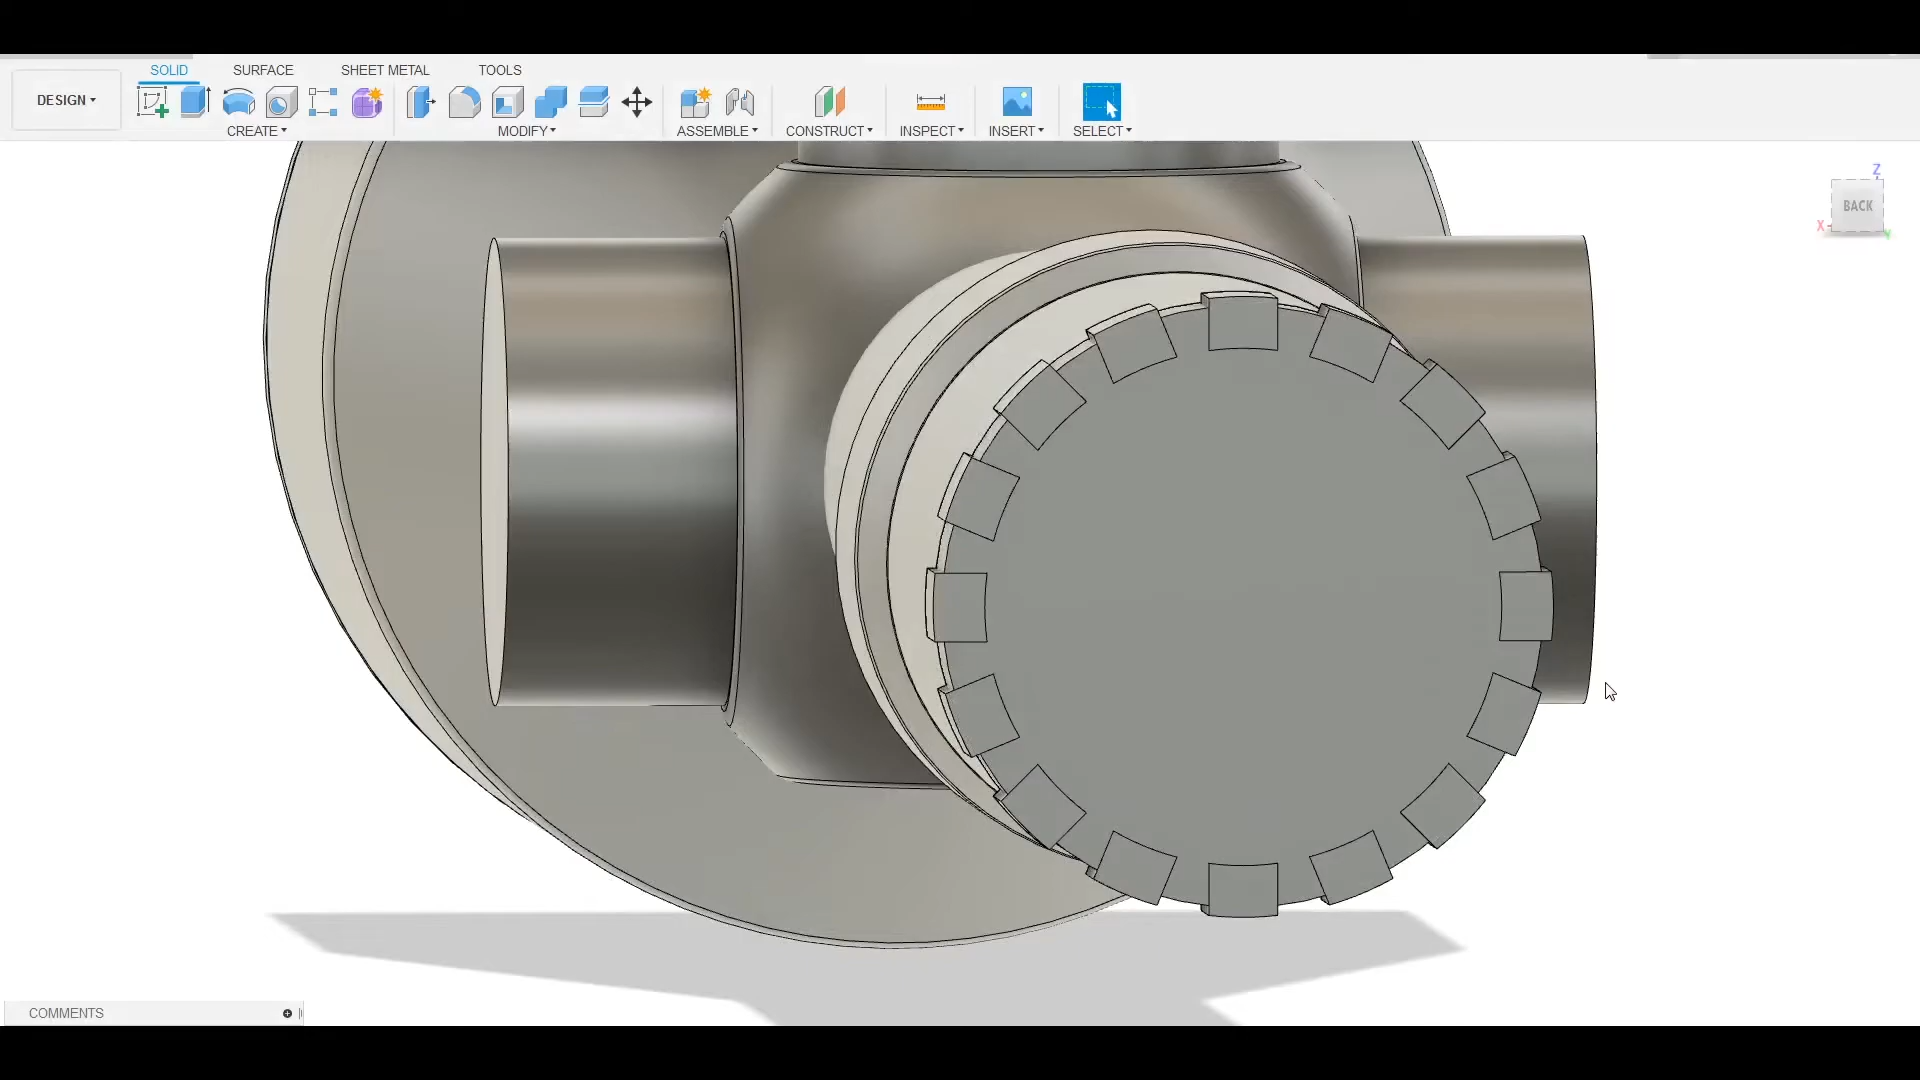 SOLID SURFACE SHEET METAL TOOLS
DESIGN
CREATE MODIFY ASSEMBLE CONSTRUCT INSPECT INSERT SELECT
Z
BACK
X
Y
COMMENTS